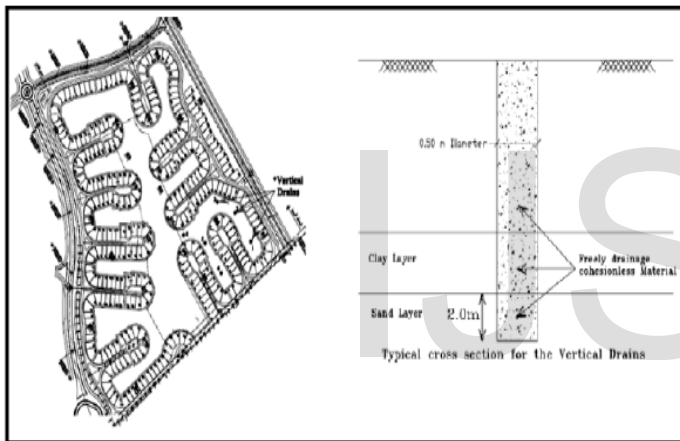 *Vertical
Drains
0.50 m Diameter
Clay Layer
Freely drainage
cohesionless Material
Sand Layer
2.0m
Typical cross section for the Vertical Drains
IJS